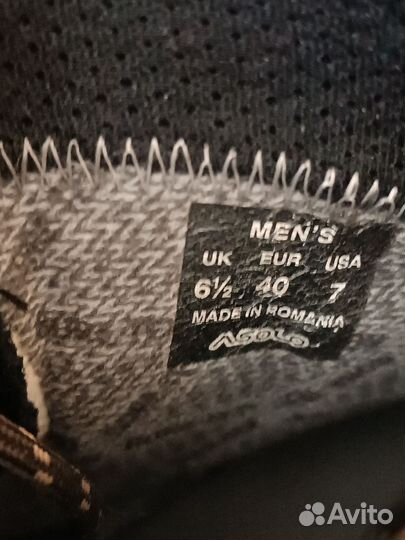 MEN'S
UK EUR USA
6½ 40 7
MADE IN ROMANIA
ASOLO
Avito